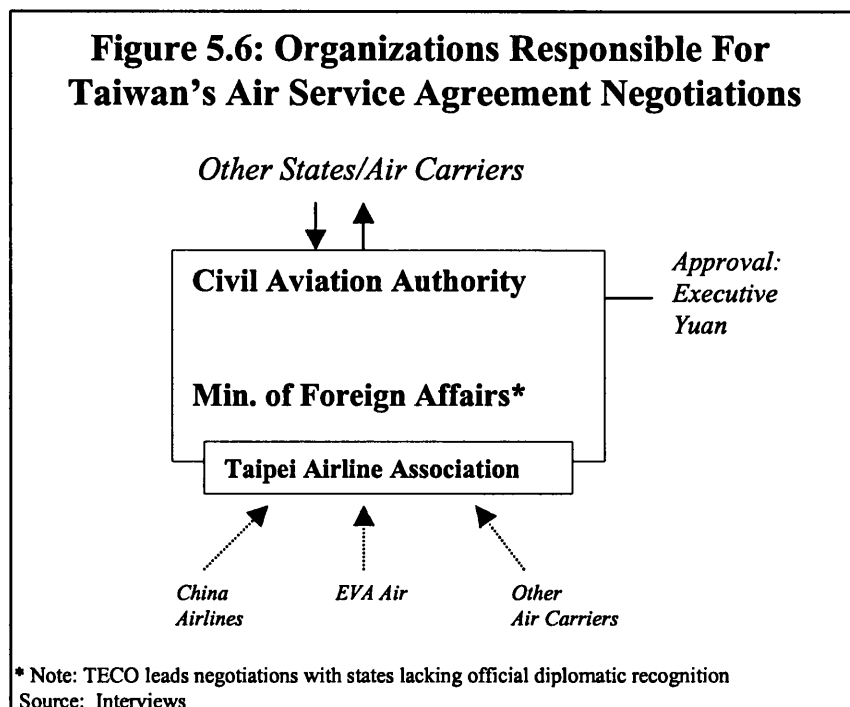 Figure 5.6: Organizations Responsible For
Taiwan's Air Service Agreement Negotiations
Other States/Air Carriers
Civil Aviation Authority
Approval:
Executive
Yuan
Min. of Foreign Affairs*
Taipei Airline Association
China
Airlines
EVA Air
Other
Air Carriers
* Note: TECO leads negotiations with states lacking official diplomatic recognition
Source: Interviews